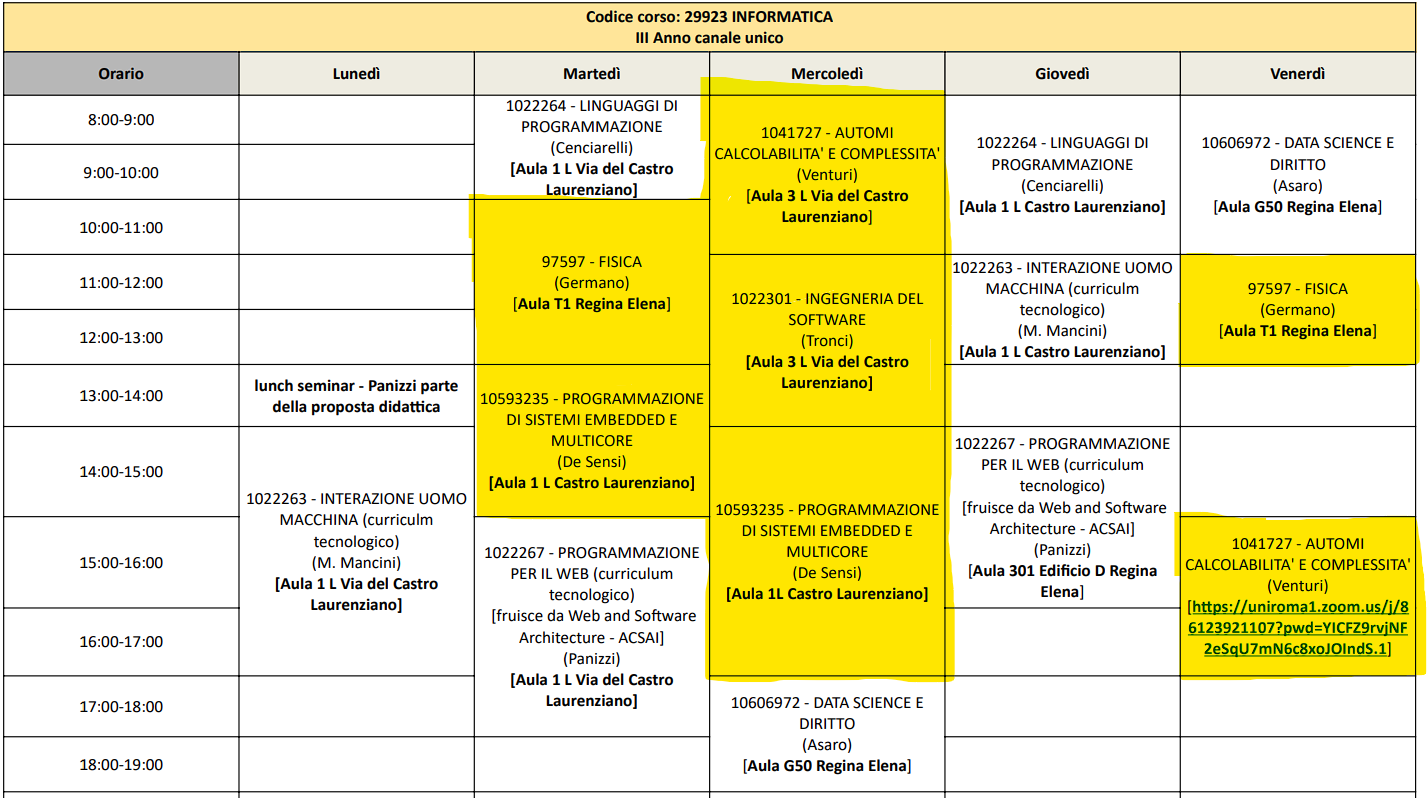 Codice corso: 29923 INFORMATICA
III Anno canale unico
Orario
Lunedì
Martedì
Mercoledì
Giovedì
Venerdì
8:00-9:00
9:00-10:00
10:00-11:00
11:00-12:00
12:00-13:00
13:00-14:00
14:00-15:00
15:00-16:00
16:00-17:00
17:00-18:00
18:00-19:00
lunch seminar - Panizzi parte
della proposta didattica
1022263 - INTERAZIONE UOMO
MACCHINA (curriculm
tecnologico)
(M. Mancini)
[Aula 1 L Via del Castro
Laurenziano]
1022264 - LINGUAGGI DI
PROGRAMMAZIONE
(Cenciarelli)
[Aula 1 L Via del Castro
Laurenziano]
97597 - FISICA
(Germano)
[Aula T1 Regina Elena]
10593235 - PROGRAMMAZIONE
DI SISTEMI EMBEDDED E
MULTICORE
(De Sensi)
[Aula 1 L Castro Laurenziano]
1022267 - PROGRAMMAZIONE
PER IL WEB (curriculum
tecnologico)
[fruisce da Web and Software
Architecture - ACSAI]
(Panizzi)
[Aula 1 L Via del Castro
Laurenziano]
1041727 - AUTOMI
CALCOLABILITA' E COMPLESSITA'
(Venturi)
[Aula 3 L Via del Castro
Laurenziano]
1022301 - INGEGNERIA DEL
SOFTWARE
(Tronci)
[Aula 3 L Via del Castro
Laurenziano]
10593235 - PROGRAMMAZIONE
DI SISTEMI EMBEDDED E
MULTICORE
(De Sensi)
[Aula 1L Castro Laurenziano]
10606972 - DATA SCIENCE E
DIRITTO
(Asaro)
[Aula G50 Regina Elena]
1022264 - LINGUAGGI DI
PROGRAMMAZIONE
(Cenciarelli)
[Aula 1 L Castro Laurenziano]
1022263 - INTERAZIONE UOMO
MACCHINA (curriculm
tecnologico)
(M. Mancini)
[Aula 1 L Castro Laurenziano]
1022267 - PROGRAMMAZIONE
PER IL WEB (curriculum
tecnologico)
[fruisce da Web and Software
Architecture - ACSAI]
(Panizzi)
[Aula 301 Edificio D Regina
Elena]
10606972 - DATA SCIENCE E
DIRITTO
(Asaro)
[Aula G50 Regina Elena]
97597 - FISICA
(Germano)
[Aula T1 Regina Elena]
1041727 - AUTOMI
CALCOLABILITA' E COMPLESSITA'
(Venturi)
[https://uniroma1.zoom.us/j/8
6123921107?pwd=YICFZ9rvjNF
2eSqU7mN6c8xoJOIndS.1]